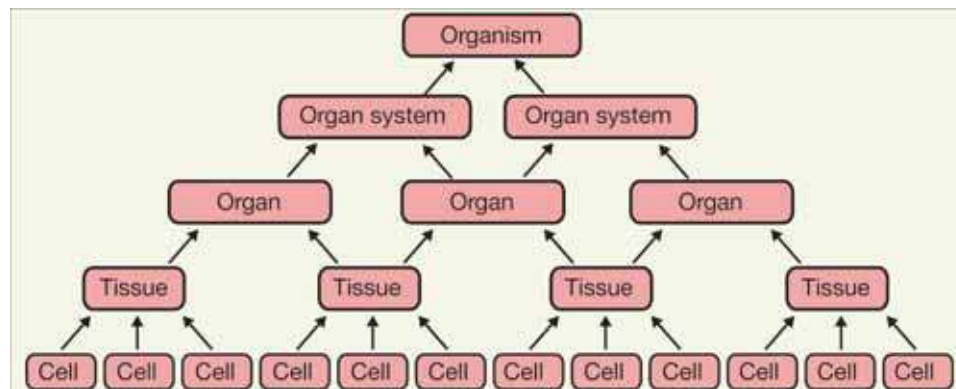 Organism
Organ system Organ system
Organ Organ Organ
Tissue Tissue Tissue Tissue
Cell Cell Cell Cell Cell Cell Cell Cell Cell Cell Cell Cell